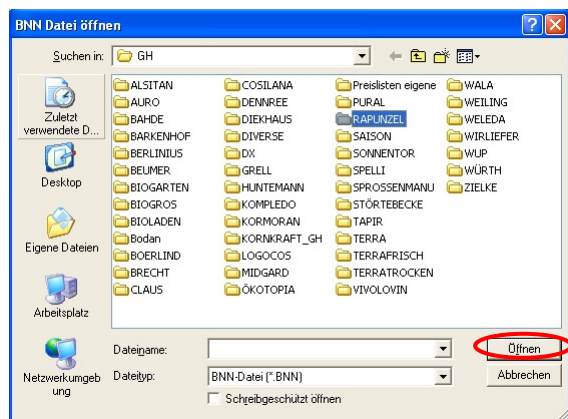 BNN Datei öffnen
Suchen in: GH
Zuletzt
verwendete D...
Desktop
Eigene Dateien
Arbeitsplatz
Netzwerkumgeb
ung
ALSITAN
AURO
BAHDE
BARKENHOF
BERLINIUS
BEUMER
BIOGARTEN
BIOGROS
BIOLADEN
Bodan
BOERLIND
BRECHT
CLAUS
COSILANA
DENNREE
DIEKHAUS
DIVERSE
DX
GRELL
HUNTEMANN
KOMPLEDO
KORMORAN
KORNKRAFT_GH
LOGOCOS
MIDGARD
ÖKOTOPIA
Preislisten eigene
PURAL
RAPUNZEL
SAISON
SONNENTOR
SPELLI
SPROSSENMANU
STÖRTEBECKE
TAPIR
TERRA
TERRAFRISCH
TERRATROCKEN
VIVOLOVIN
WALA
WEILING
WELEDA
WIRLIEFER
WUP
WÜRTH
ZIELKE
Dateiname: Öffnen
Dateityp: BNN-Datei (*.BNN) Abbrechen
Schreibgeschützt öffnen